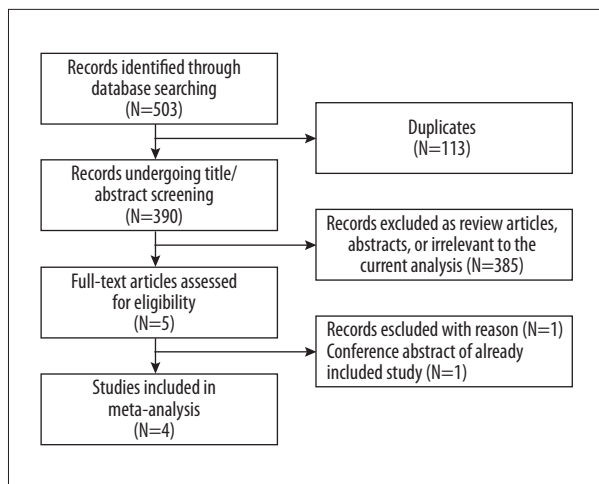 Records identified through
database searching
(N=503)
Duplicates
(N=113)
Records undergoing title/
abstract screening
(N=390)
Records excluded as review articles,
abstracts, or irrelevant to the
current analysis (N=385)
Full-text articles assessed
for eligibility
(N=5)
Records escluded with reason (N=1)
Conference abstract of already
included study (N=1)
Studies included in
meta-analysis
(N=4)